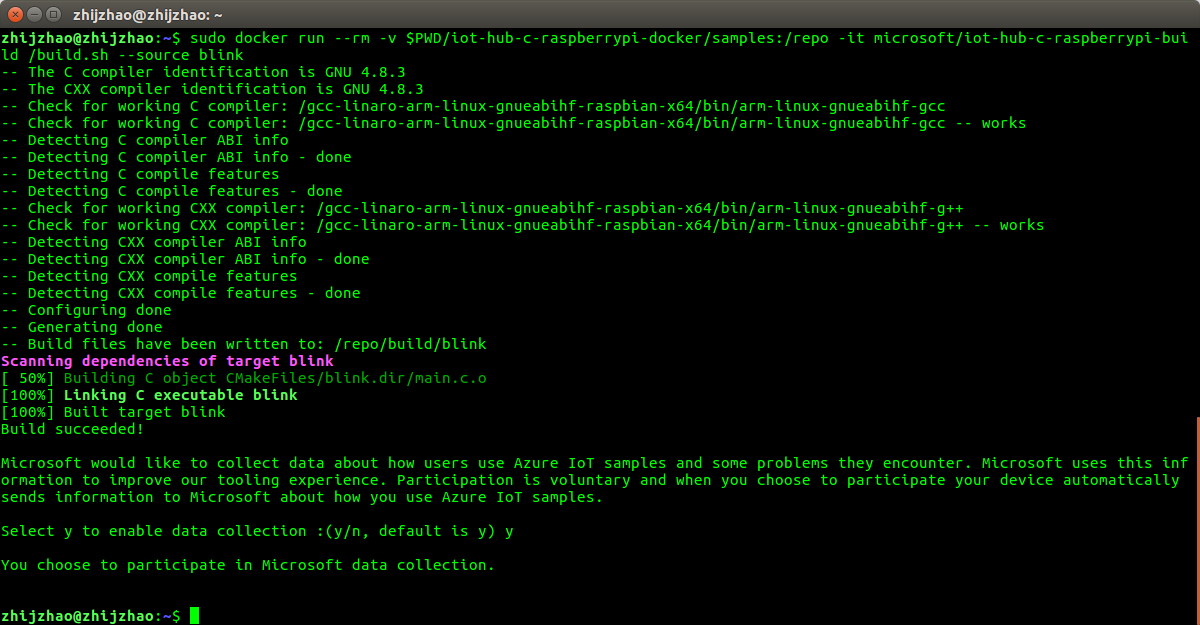 zhijzhao@zhijzhao: ~
zhijzhao@zhijzhao:~$ sudo docker run --rm -v $PWD/iot-hub-c-raspberrypi-docker/samples:/repo -it microsoft/iot-hub-c-raspberrypi-bui
ld /build.sh --source blink
-- The C compiler identification is GNU 4.8.3
-- The CXX compiler identification is GNU 4.8.3
-- Check for working C compiler: /gcc-linaro-arm-linux-gnueabihf-raspbian-x64/bin/arm-linux-gnueabihf-gcc
-- Check for working C compiler: /gcc-linaro-arm-linux-gnueabihf-raspbian-x64/bin/arm-linux-gnueabihf-gcc -- works
-- Detecting C compiler ABI info
-- Detecting C compiler ABI info - done
-- Detecting C compile features
-- Detecting C compile features - done
-- Check for working CXX compiler: /gcc-linaro-arm-linux-gnueabihf-raspbian-x64/bin/arm-linux-gnueabihf-g++
-- Check for working CXX compiler: /gcc-linaro-arm-linux-gnueabihf-raspbian-x64/bin/arm-linux-gnueabihf-g++ -- works
-- Detecting CXX compiler ABI info
-- Detecting CXX compiler ABI info - done
-- Detecting CXX compile features
-- Detecting CXX compile features - done
-- Configuring done
-- Generating done
-- Build files have been written to: /repo/build/blink
Scanning dependencies of target blink
[ 50%] Building C object CMakeFiles/blink.dir/main.c.o
[100%] Linking C executable blink
[100%] Built target blink
Build succeeded!
Microsoft would like to collect data about how users use Azure IoT samples and some problems they encounter. Microsoft uses this inf
ormation to improve our tooling experience. Participation is voluntary and when you choose to participate your device automatically
sends information to Microsoft about how you use Azure IoT samples.
Select y to enable data collection :(y/n, default is y) y
You choose to participate in Microsoft data collection.
zhijzhao@zhijzhao:~$